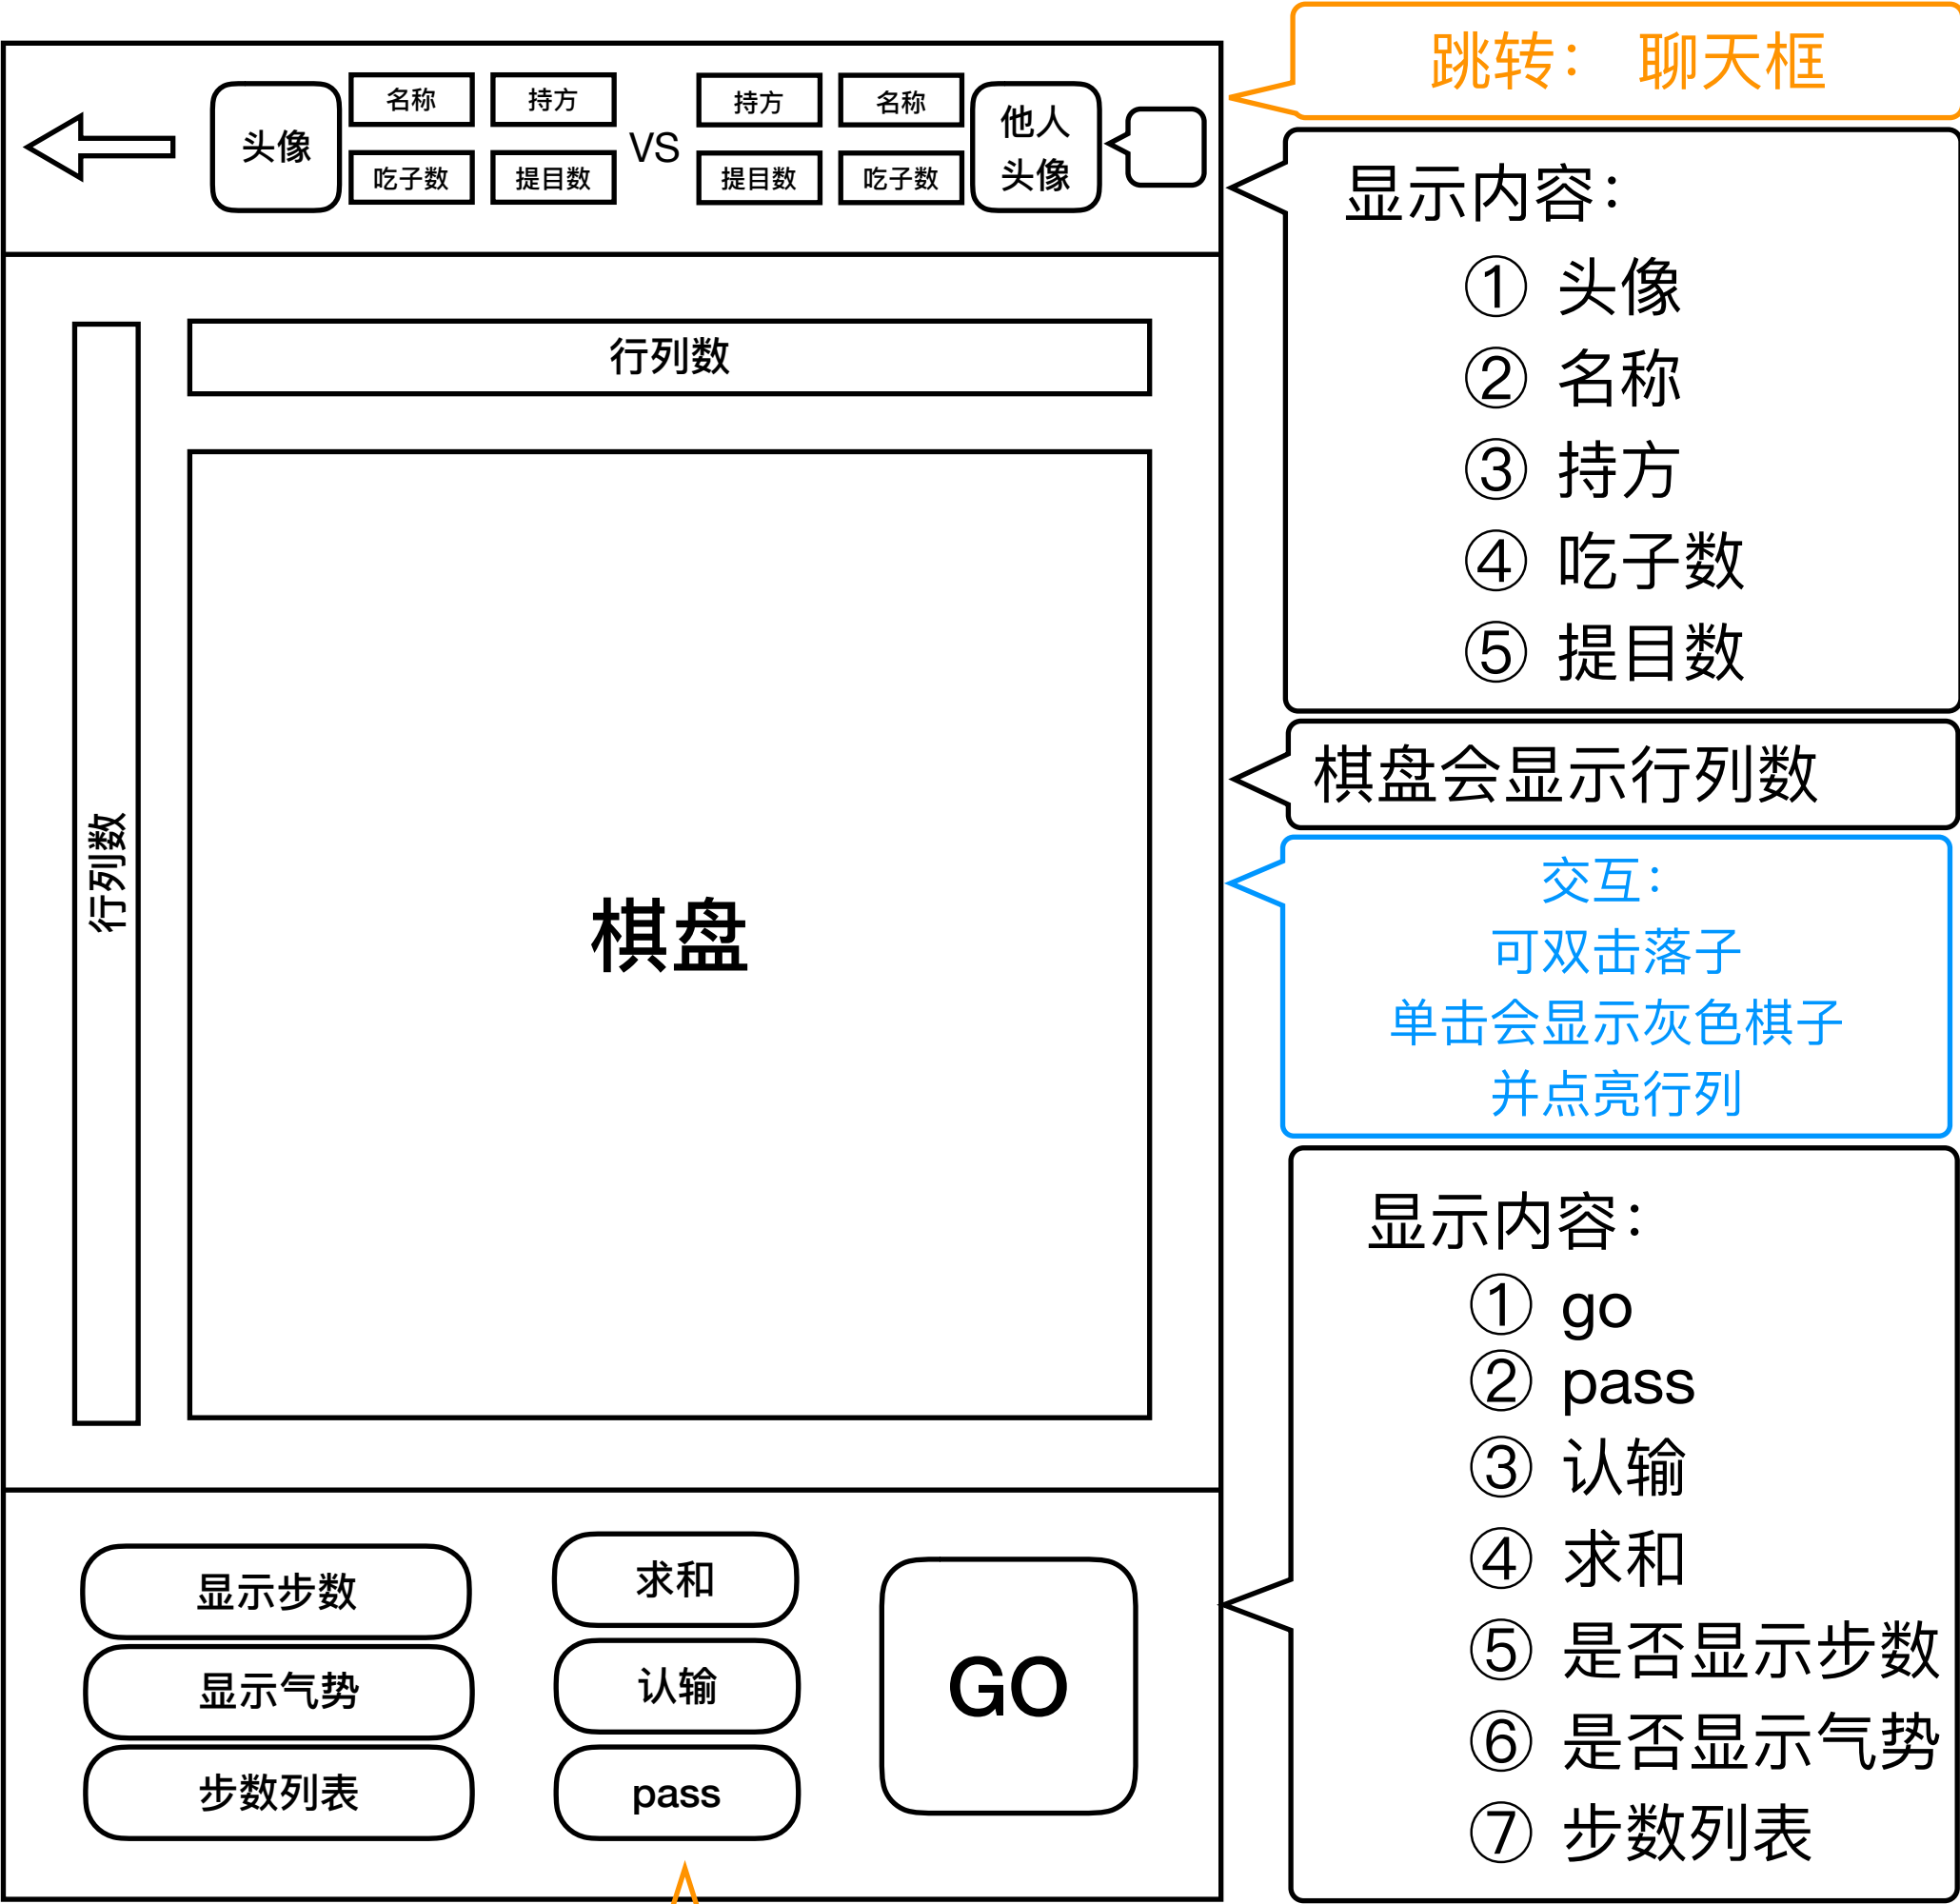 跳转： 聊天框
头像
名称
持方
VS
持方
名称
他人
头像
吃子数
提目数
提目数
吃子数
显示内容：
① 头像
② 名称
③ 持方
④ 吃子数
⑤ 提目数
行列数
行列数
棋盘
棋盘会显示行列数
交互：
可双击落子
单击会显示灰色棋子
并点亮行列
显示步数
显示气势
步数列表
求和
认输
pass
GO
显示内容：
① go
② pass
③ 认输
④ 求和
⑤ 是否显示步数
⑥ 是否显示气势
⑦ 步数列表